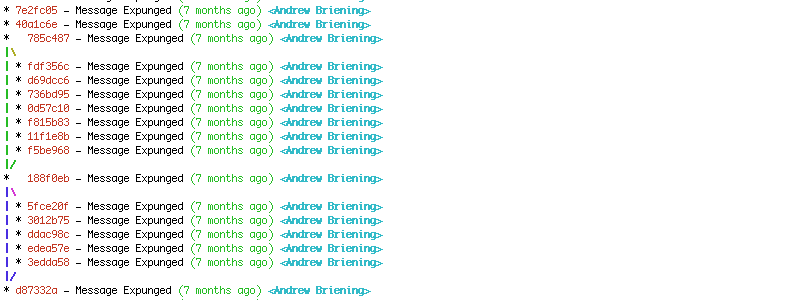 * 7e2fc05 - Message Expunged (7 months ago) <Andrew Briening>
* 40a1c6e - Message Expunged (7 months ago) <Andrew Briening>
*   785c487 - Message Expunged (7 months ago) <Andrew Briening>
|\
| * fdf356c - Message Expunged (7 months ago) <Andrew Briening>
| * d69dcc6 - Message Expunged (7 months ago) <Andrew Briening>
| * 736bd95 - Message Expunged (7 months ago) <Andrew Briening>
| * 0d57c10 - Message Expunged (7 months ago) <Andrew Briening>
| * f815b83 - Message Expunged (7 months ago) <Andrew Briening>
| * 11f1e8b - Message Expunged (7 months ago) <Andrew Briening>
| * f5be968 - Message Expunged (7 months ago) <Andrew Briening>
|/
*   188f0eb - Message Expunged (7 months ago) <Andrew Briening>
|\
| * 5fce20f - Message Expunged (7 months ago) <Andrew Briening>
| * 3012b75 - Message Expunged (7 months ago) <Andrew Briening>
| * ddac98c - Message Expunged (7 months ago) <Andrew Briening>
| * edea57e - Message Expunged (7 months ago) <Andrew Briening>
| * 3edda58 - Message Expunged (7 months ago) <Andrew Briening>
|/
* d87332a - Message Expunged (7 months ago) <Andrew Briening>